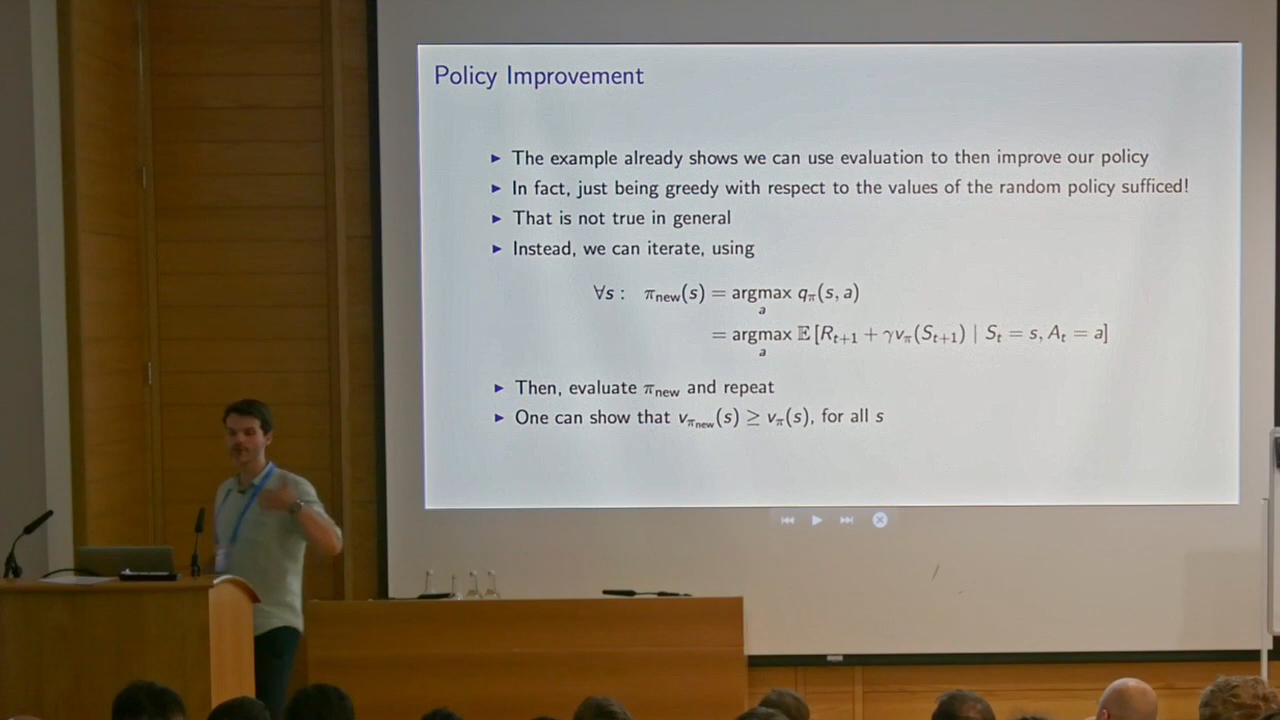 Policy Improvement
▶ The example already shows we can use evaluation to then improve our policy
▶ In fact, just being greedy with respect to the values of the random policy sufficed!
▶ That is not true in general
▶ Instead, we can iterate, using
∀s : π_new(s) = argmax_a q_π(s, a)
= argmax_a 𝔼 [R_{t+1} + γv_π(S_{t+1}) | S_t = s, A_t = a]
▶ Then, evaluate π_new and repeat
▶ One can show that v_{π_new}(s) ≥ v_π(s), for all s